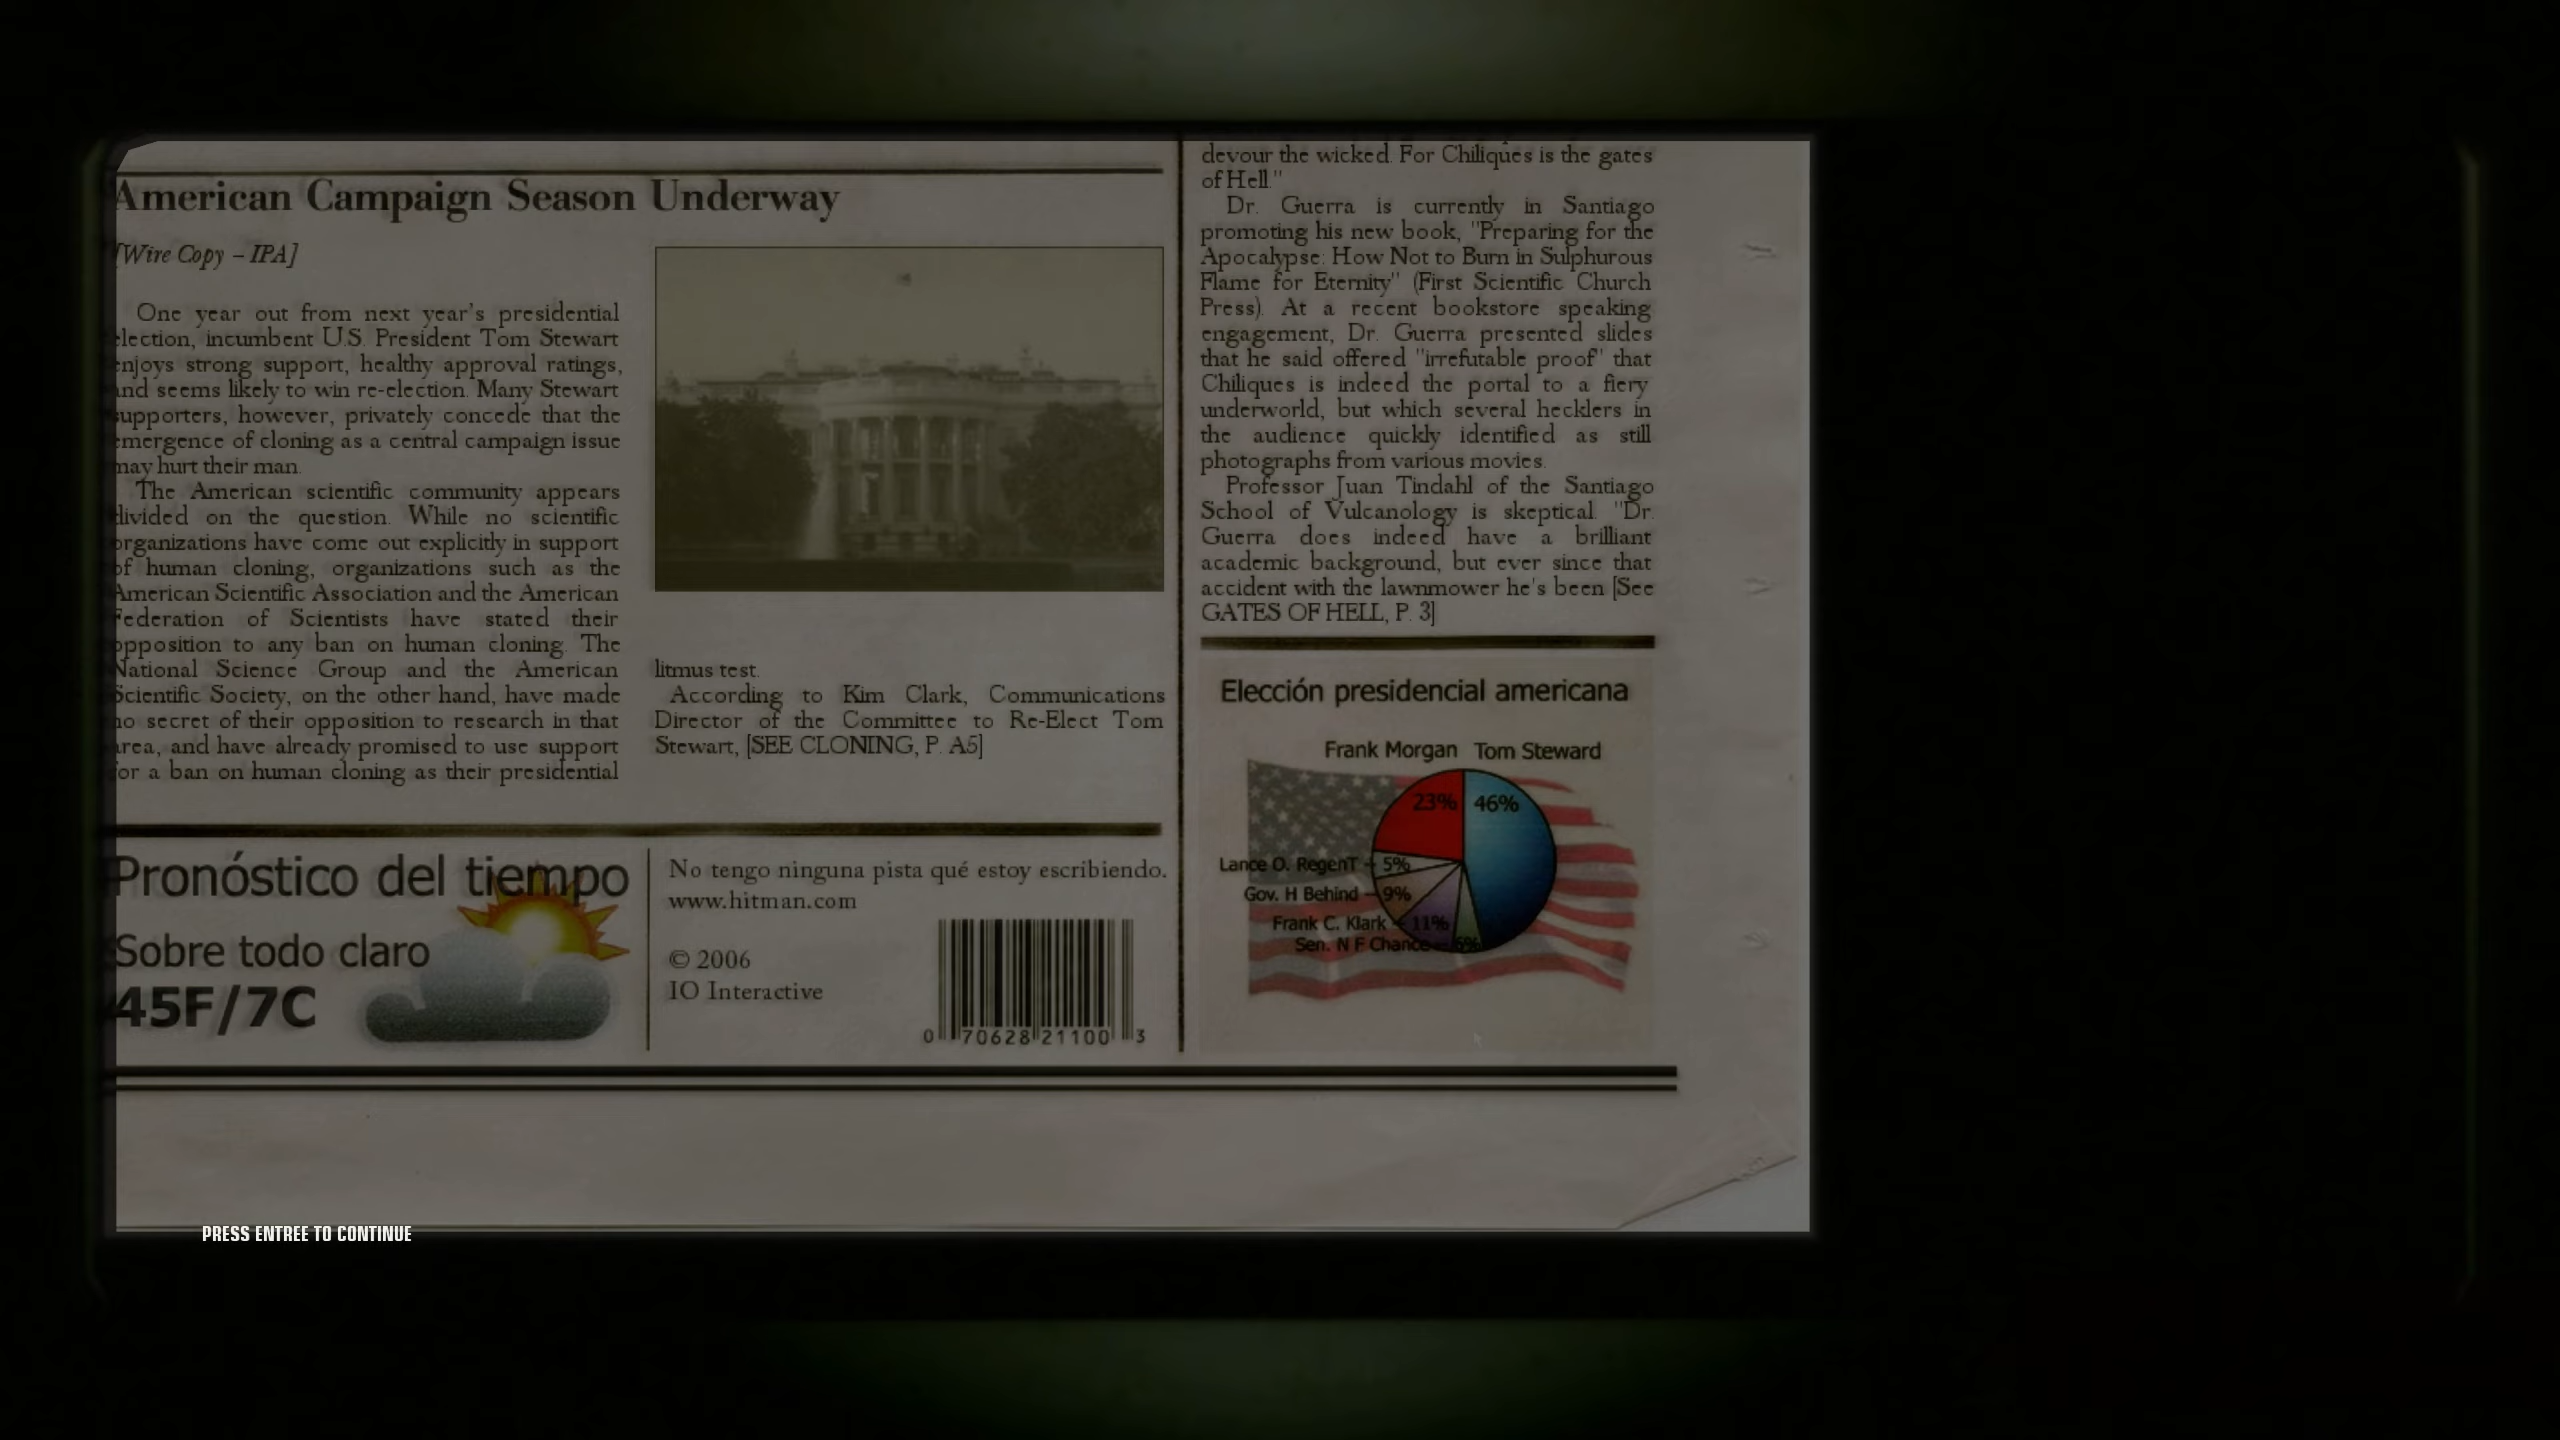 American Campaign Season Underway
[Wire Copy – IPA]
One year out from next year's presidential
election, incumbent U.S. President Tom Stewart
enjoys strong support, healthy approval ratings,
and seems likely to win re-election. Many Stewart
supporters, however, privately concede that the
emergence of cloning as a central campaign issue
may hurt their man.
The American scientific community appears
divided on the question. While no scientific
organizations have come out explicitly in support
of human cloning, organizations such as the
American Scientific Association and the American
Federation of Scientists have stated their
opposition to any ban on human cloning. The
National Science Group and the American
Scientific Society, on the other hand, have made
no secret of their opposition to research in that
area, and have already promised to use support
for a ban on human cloning as their presidential
litmus test.
According to Kim Clark, Communications
Director of the Committee to Re-Elect Tom
Stewart, [SEE CLONING, P. A5]
devour the wicked. For Chiliques is the gates
of Hell."
Dr. Guerra is currently in Santiago
promoting his new book, "Preparing for the
Apocalypse: How Not to Burn in Sulphurous
Flame for Eternity" (First Scientific Church
Press). At a recent bookstore speaking
engagement, Dr. Guerra presented slides
that he said offered "irrefutable proof" that
Chiliques is indeed the portal to a fiery
underworld, but which several hecklers in
the audience quickly identified as still
photographs from various movies.
Professor Juan Tindahl of the Santiago
School of Vulcanology is skeptical. "Dr.
Guerra does indeed have a brilliant
academic background, but ever since that
accident with the lawnmower he's been [See
GATES OF HELL, P. 3]
Elección presidencial americana
Frank Morgan Tom Steward
23% 46%
Lance O. RegenT 5%
Gov. H Behind 9%
Frank C. Klark 11%
Sen. N F Chance 6%
Pronóstico del tiempo
Sobre todo claro
45F/7C
No tengo ninguna pista qué estoy escribiendo.
www.hitman.com
© 2006
IO Interactive
0 70628 21100 3
PRESS ENTREE TO CONTINUE